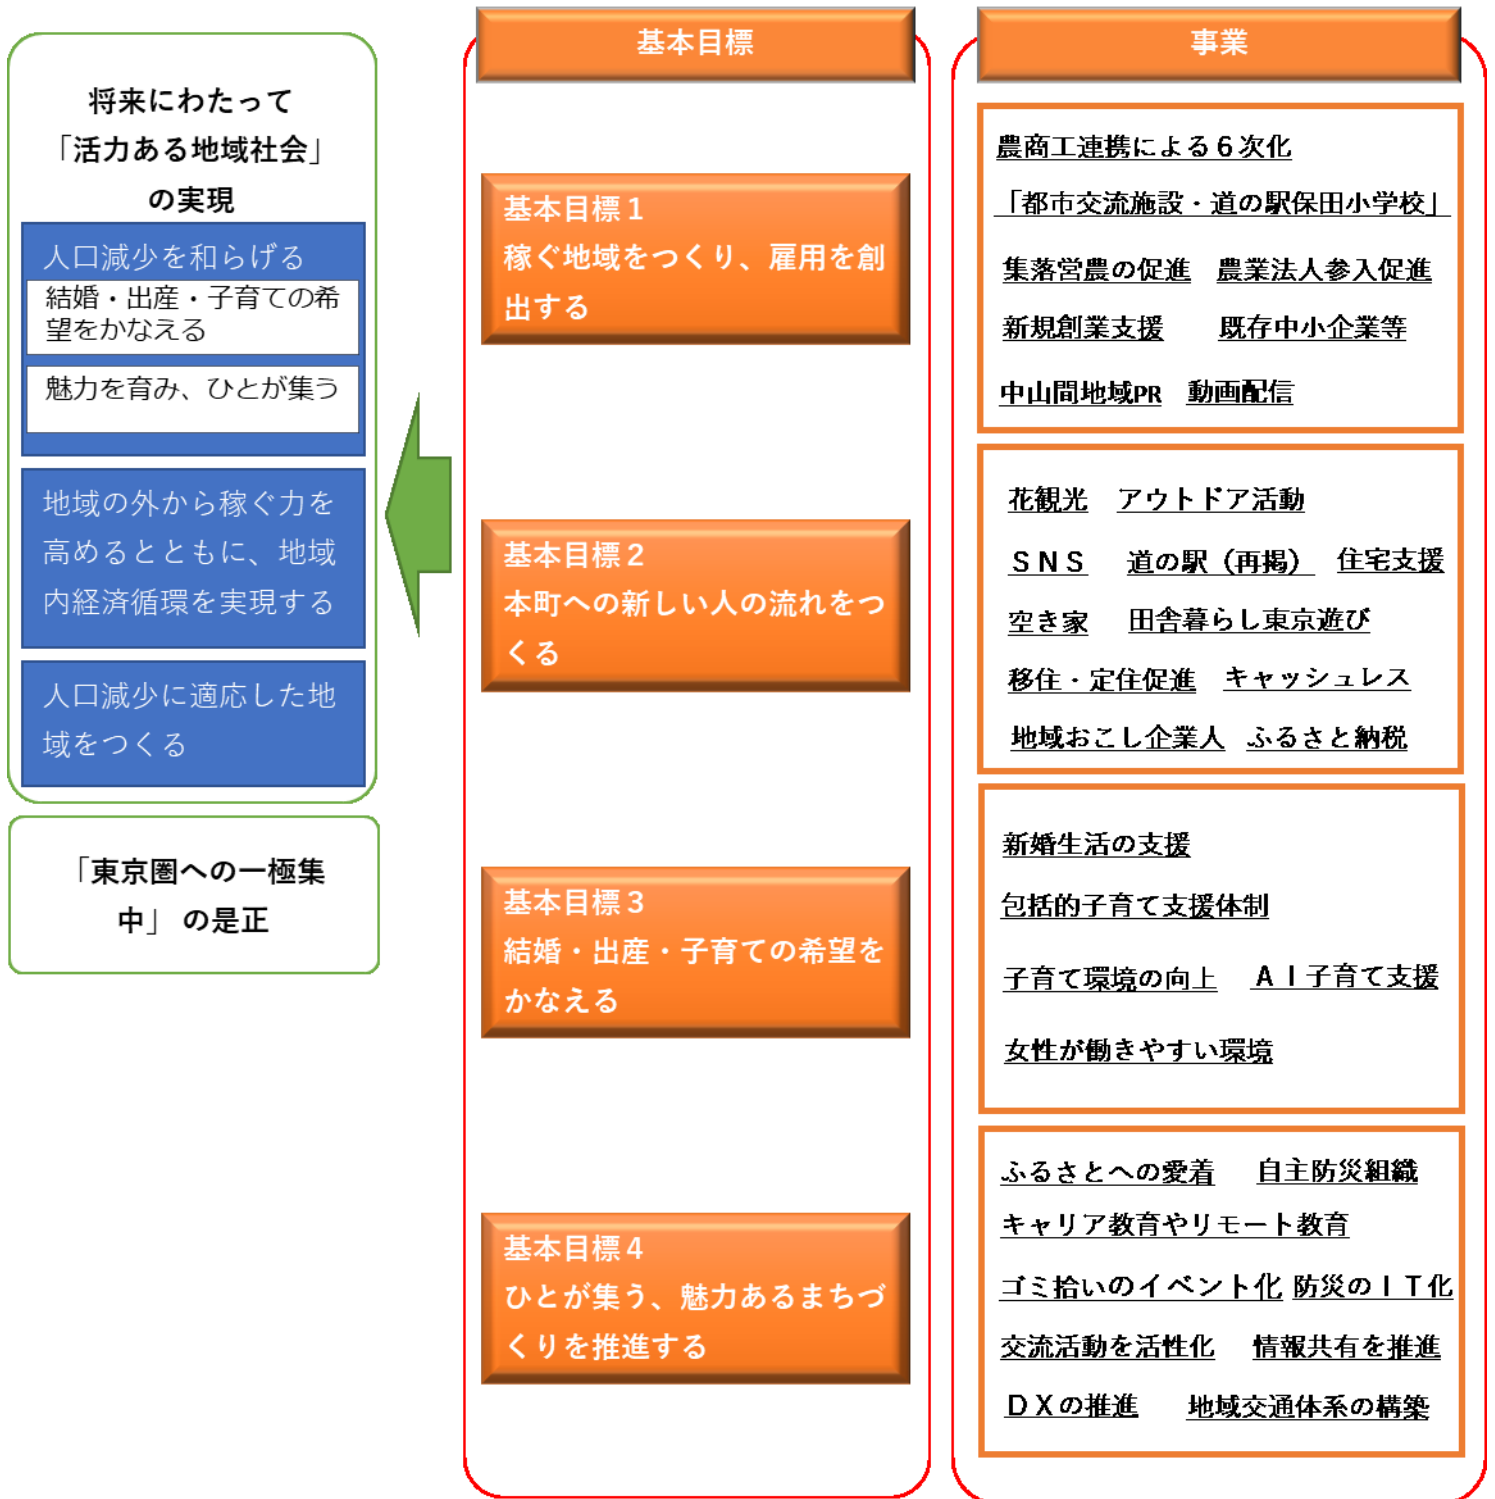 将来にわたって
「活力ある地域社会」
の実現
人口減少を和らげる
結婚・出産・子育ての希
望をかなえる
魅力を育み、ひとが集う
地域の外から稼ぐ力を
高めるとともに、地域
内経済循環を実現する
人口減少に適応した地
域をつくる
「東京圏への一極集
中」 の是正
基本目標
基本目標１
稼ぐ地域をつくり、雇用を創
出する
基本目標２
本町への新しい人の流れをつ
くる
基本目標３
結婚・出産・子育ての希望を
かなえる
基本目標４
ひとが集う、魅力あるまちづ
くりを推進する
事業
農商工連携による６次化
「都市交流施設・道の駅保田小学校」
集落営農の促進 農業法人参入促進
新規創業支援 既存中小企業等
中山間地域PR 動画配信
花観光 アウトドア活動
ＳＮＳ 道の駅（再掲） 住宅支援
空き家 田舎暮らし東京遊び
移住・定住促進 キャッシュレス
地域おこし企業人 ふるさと納税
新婚生活の支援
包括的子育て支援体制
子育て環境の向上 ＡＩ子育て支援
女性が働きやすい環境
ふるさとへの愛着 自主防災組織
キャリア教育やリモート教育
ゴミ拾いのイベント化 防災のＩＴ化
交流活動を活性化 情報共有を推進
ＤＸの推進 地域交通体系の構築